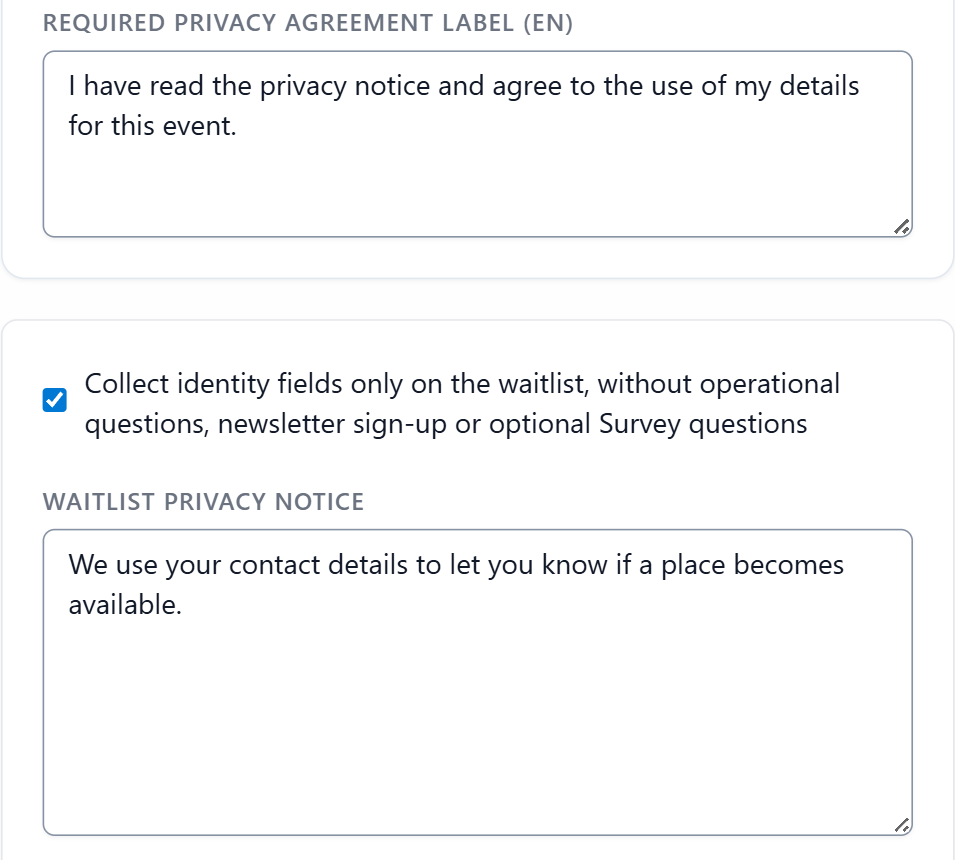 REQUIRED PRIVACY AGREEMENT LABEL (EN)
I have read the privacy notice and agree to the use of my details
for this event.
Collect identity fields only on the waitlist, without operational
questions, newsletter sign-up or optional Survey questions
WAITLIST PRIVACY NOTICE
We use your contact details to let you know if a place becomes
available.